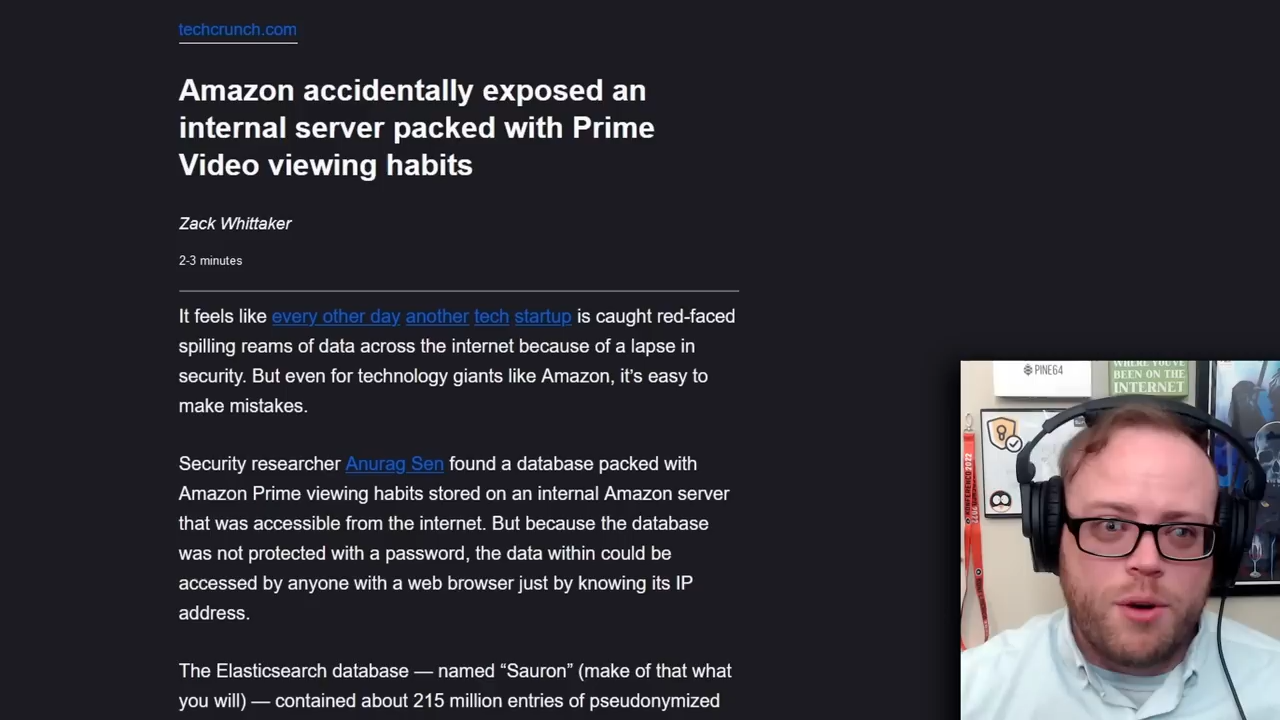 techcrunch.com
Amazon accidentally exposed an
internal server packed with Prime
Video viewing habits
Zack Whittaker
2-3 minutes
It feels like every other day another tech startup is caught red-faced
spilling reams of data across the internet because of a lapse in
security. But even for technology giants like Amazon, it’s easy to
make mistakes.
Security researcher Anurag Sen found a database packed with
Amazon Prime viewing habits stored on an internal Amazon server
that was accessible from the internet. But because the database
was not protected with a password, the data within could be
accessed by anyone with a web browser just by knowing its IP
address.
The Elasticsearch database — named “Sauron” (make of that what
you will) — contained about 215 million entries of pseudonymized
PINE64
WHERE YOU'VE
BEEN ON THE
INTERNET